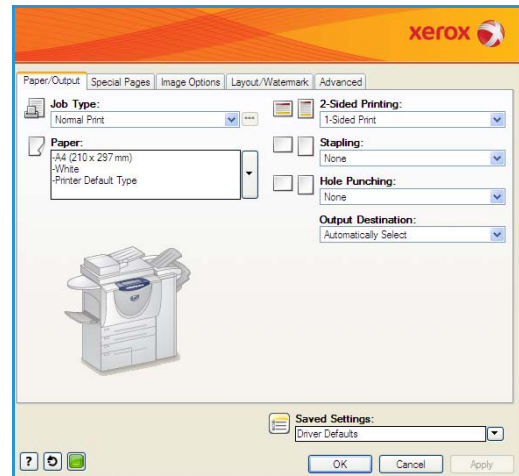 xerox
Paper/Output Special Pages Image Options Layout/Watermark Advanced
Job Type:
Normal Print
Paper:
-A4 (210 x 297 mm)
-White
-Printer Default Type
2-Sided Printing:
1-Sided Print
Stapling:
None
Hole Punching:
None
Output Destination:
Automatically Select
Saved Settings:
Driver Defaults
?
OK Cancel Apply